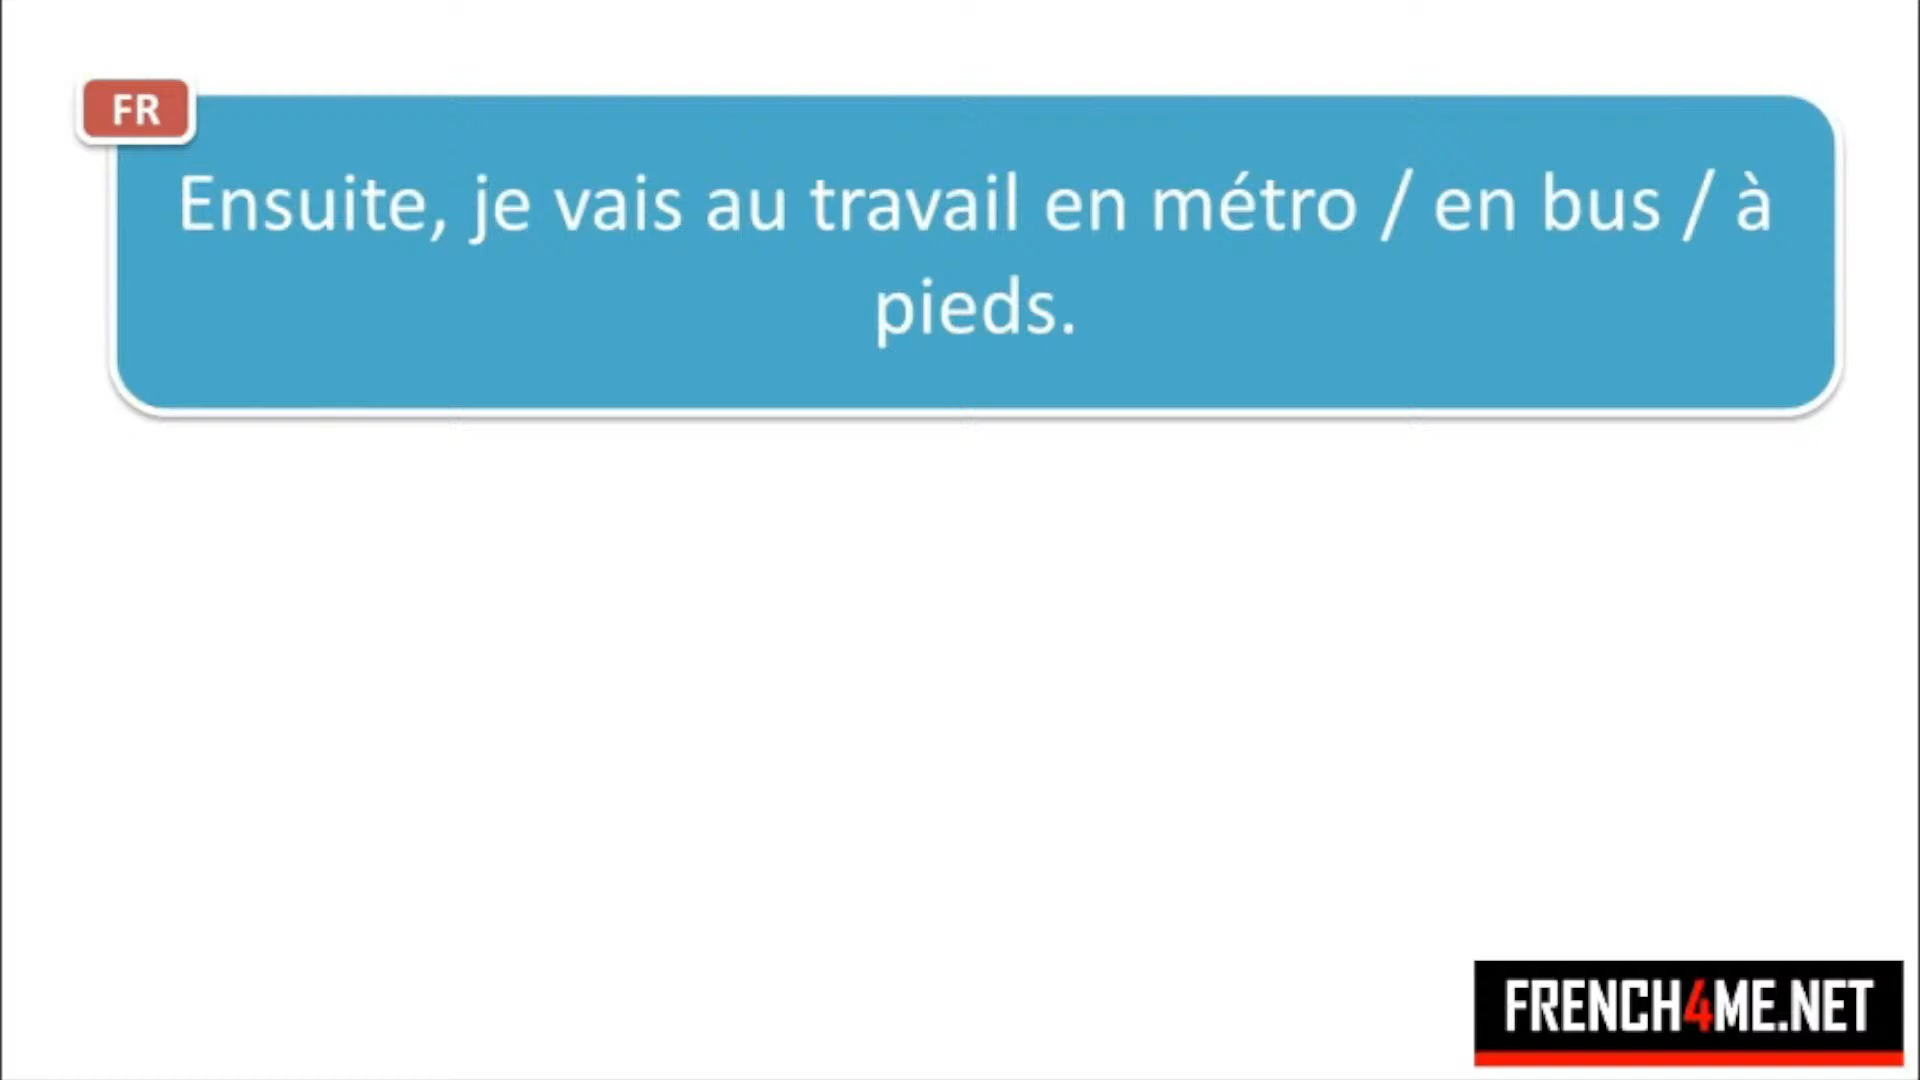 FR
Ensuite, je vais au travail en métro / en bus / à
pieds.
FRENCH4ME.NET